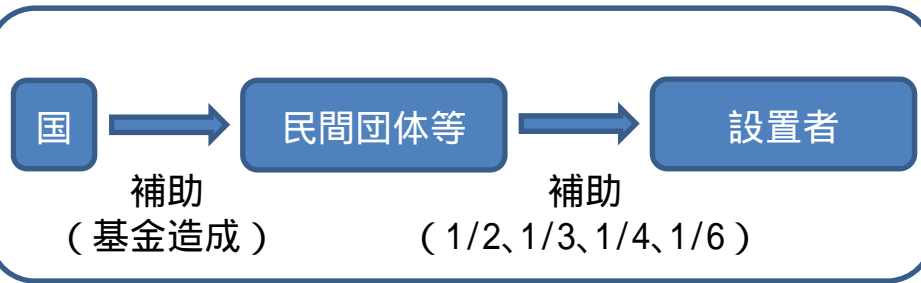 国
民間団体等
設置者
補助
(基金造成)
補助
(1/2、1/3、1/4、1/6)